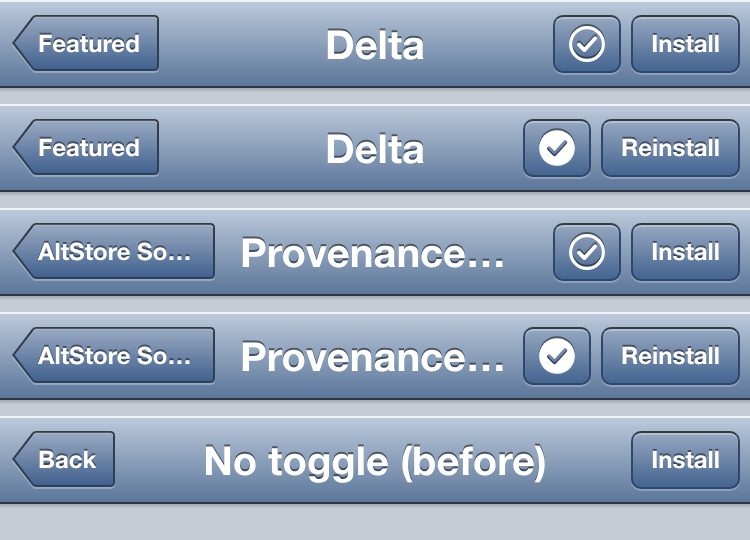 Featured Delta Install
Featured Delta Reinstall
AltStore So... Provenance... Install
AltStore So... Provenance... Reinstall
Back No toggle (before) Install